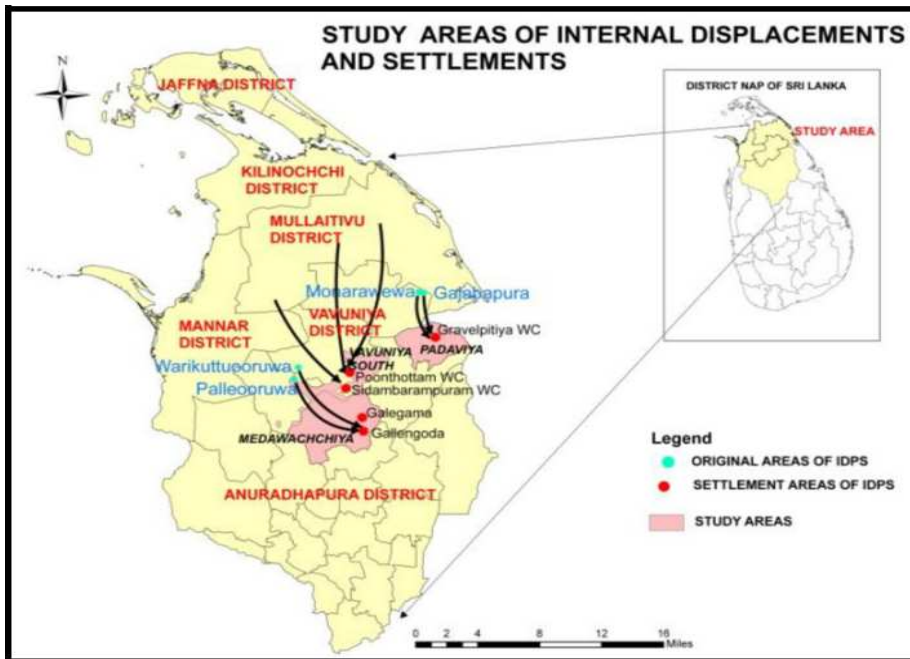 STUDY AREAS OF INTERNAL DISPLACEMENTS
AND SETTLEMENTS
N
JAFFNA DISTRICT
DISTRICT NAP OF SRI LANKA
STUDY AREA
KILINOCHCHI
DISTRICT
MULLAITIVU
DISTRICT
Monarawewa
Gajabapura
MANNAR
DISTRICT
VAVUNIYA
DISTRICT
Gravelpitiya WC
PADAVIYA
VAVUNIYA
SOUTH
Warikuttuooruwa
Poonthottam WC
Palleooruwa
Sidambarampuram WC
Galegama
MEDAWACHCHIYA
Gallengoda
ANURADHAPURA DISTRICT
Legend
ORIGINAL AREAS OF IDPS
SETTLEMENT AREAS OF IDPS
STUDY AREAS
0 2 4 8 12 16
Miles